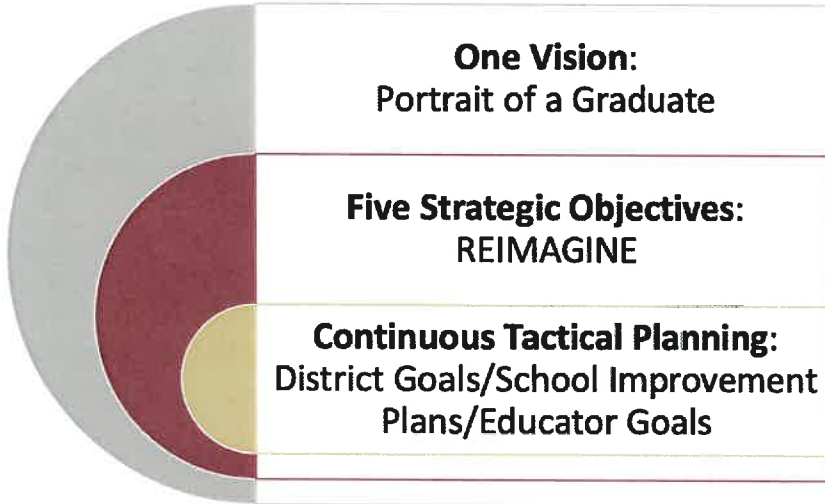 One Vision:
Portrait of a Graduate
Five Strategic Objectives:
REIMAGINE
Continuous Tactical Planning:
District Goals/School Improvement
Plans/Educator Goals